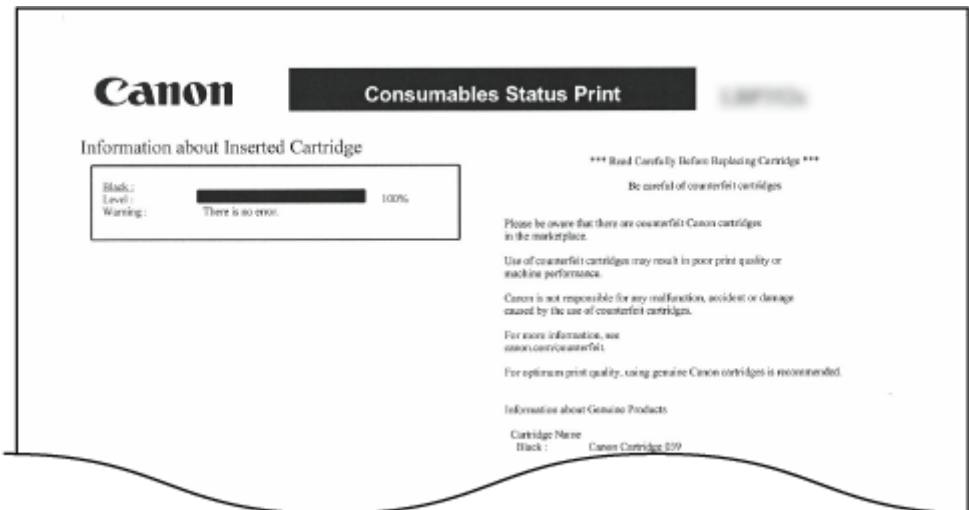 Canon
Consumables Status Print
Information about Inserted Cartridge
Black :
Level : 100%
Warning : There is no error.
*** Read Carefully Before Replacing Cartridge ***
Be careful of counterfeit cartridges
Please be aware that there are counterfeit Canon cartridges
in the marketplace.
Use of counterfeit cartridges may result in poor print quality or
machine performance.
Canon is not responsible for any malfunction, accident or damage
caused by the use of counterfeit cartridges.
For more information, see
canon.com/counterfeit.
For optimum print quality, using genuine Canon cartridges is recommended.
Information about Genuine Products
Cartridge Name
Black : Canon Cartridge 039